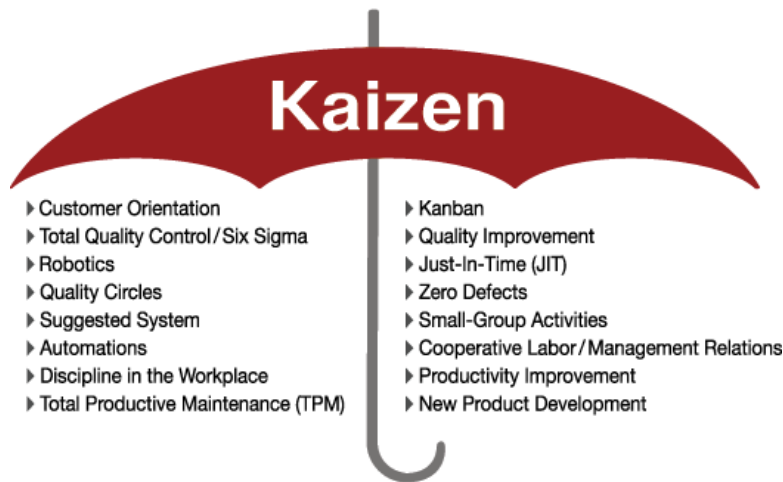 Kaizen
Customer Orientation
Total Quality Control/Six Sigma
Robotics
Quality Circles
Suggested System
Automations
Discipline in the Workplace
Total Productive Maintenance (TPM)
Kanban
Quality Improvement
Just-In-Time (JIT)
Zero Defects
Small-Group Activities
Cooperative Labor/Management Relations
Productivity Improvement
New Product Development